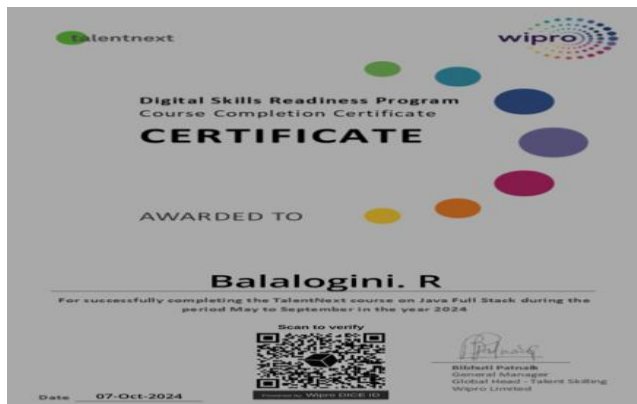 talentnext
wipro
Digital Skills Readiness Program
Course Completion Certificate
CERTIFICATE
AWARDED TO
Balalogini. R
For successfully completing the TalentNext course on Java Full Stack during the
period May to September in the year 2024
Scan to verify
Powered by Wipro DICE ID
Bibhuti Patnaik
General Manager
Global Head - Talent Skilling
Wipro Limited
Date 07-Oct-2024